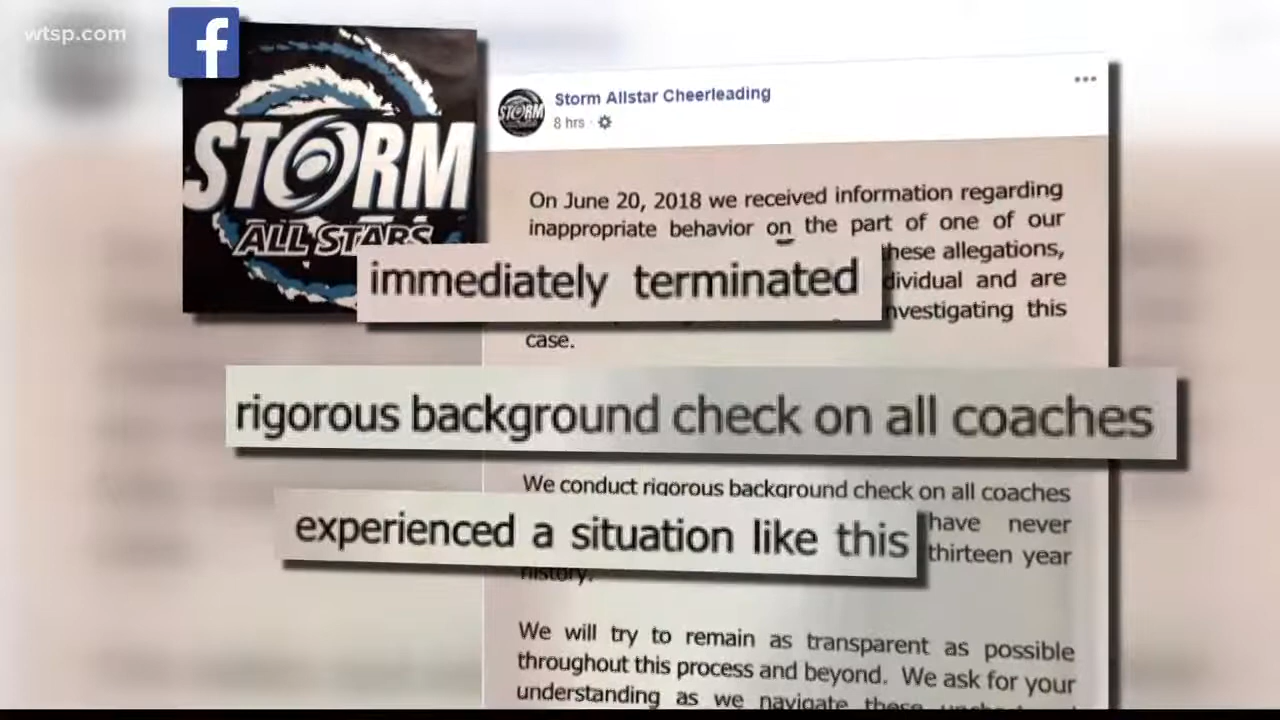 wtsp.com
f
STORM
ALL STARS
STORM
Storm Allstar Cheerleading
8 hrs
On June 20, 2018 we received information regarding
inappropriate behavior on the part of one of our
these allegations,
immediately terminated
dividual and are
nvestigating this
case.
rigorous background check on all coaches
We conduct rigorous background check on all coaches
have never
experienced a situation like this
thirteen year
history.
We will try to remain as transparent as possible
throughout this process and beyond. We ask for your
understanding as we navigate these